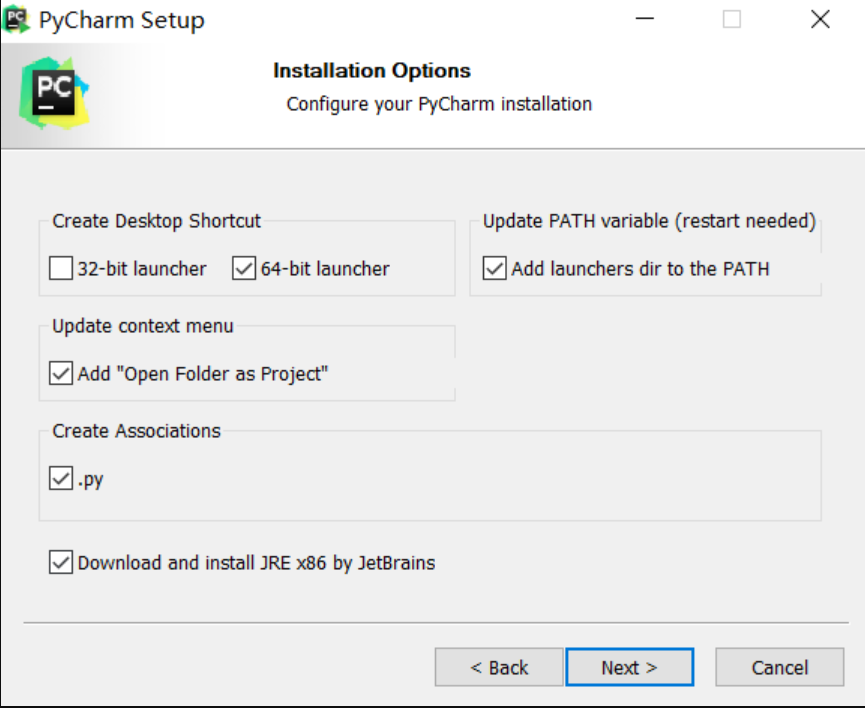 PyCharm Setup
PC
Installation Options
Configure your PyCharm installation
Create Desktop Shortcut
32-bit launcher
64-bit launcher
Update PATH variable (restart needed)
Add launchers dir to the PATH
Update context menu
Add "Open Folder as Project"
Create Associations
.py
Download and install JRE x86 by JetBrains
< Back
Next >
Cancel